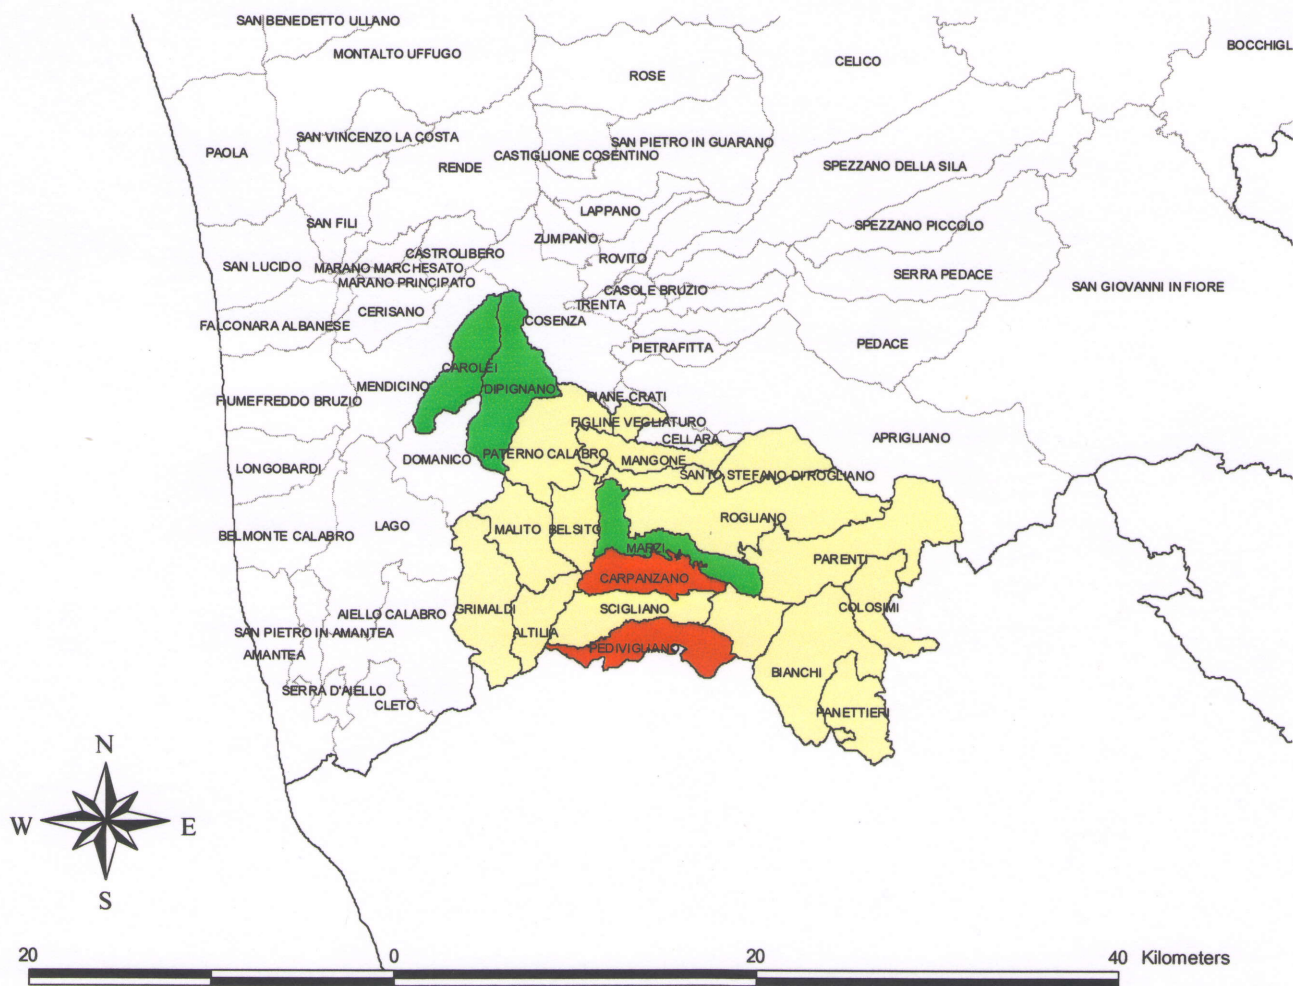 SAN BENEDETTO ULLANO
MONTALTO UFFUGO
BOCCHIGL
CELICO
ROSE
SAN VINCENZO LA COSTA
SAN PIETRO IN GUARANO
PAOLA
CASTIGLIONE COSENTINO
RENDE
SPEZZANO DELLA SILA
LAPPANO
SAN FILI
SPEZZANO PICCOLO
ZUMPANO
CASTROLIBERO
ROVITO
SAN LUCIDO
MARANO MARCHESATO
SERRA PEDACE
MARANO PRINCIPATO
SAN GIOVANNI IN FIORE
CASOLE BRUZIO
TRENTA
CERISANO
COSENZA
FALCONARA ALBANESE
PEDACE
PIETRAFITTA
CAROLEI
MENDICINO
DIPIGNANO
PIANE CRATI
FIUMEFREDDO BRUZIO
FIGLINE VEGLIATURO
CELLARA
APRIGLIANO
PATERNO CALABRO
DOMANICO
MANGONE
LONGOBARDI
SANTO STEFANO DI ROGLIANO
ROGLIANO
LAGO
MALITO
BELSITO
BELMONTE CALABRO
MARZI
PARENTI
CARPANZANO
GRIMALDI
SCIGLIANO
COLOSIMI
AIELLO CALABRO
SAN PIETRO IN AMANTEA
ALTILIA
PEDIVIGLIANO
AMANTEA
BIANCHI
SERRA D'AIELLO
CLETO
PANETTIERI
N
W
E
S
20 0 20 40 Kilometers